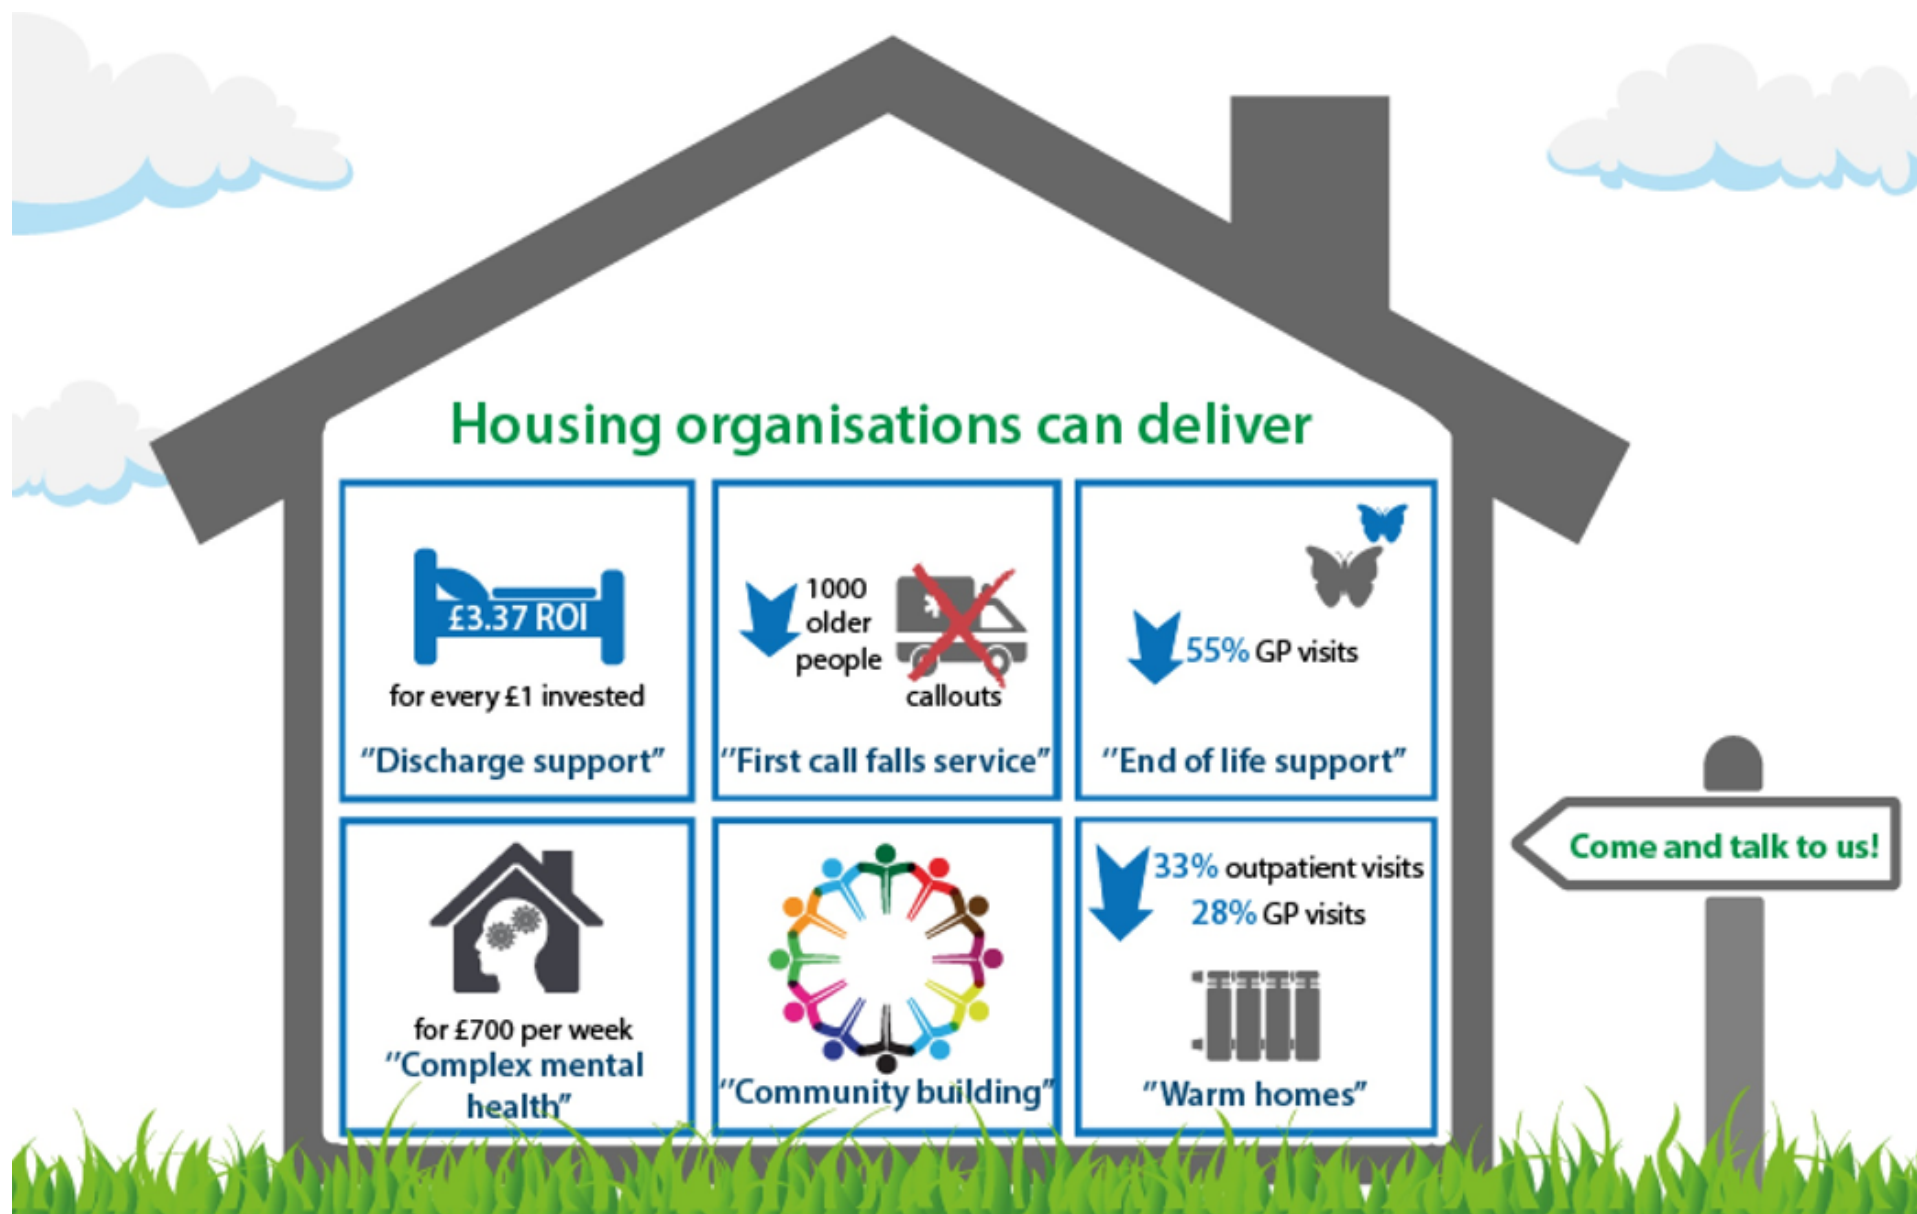 Housing organisations can deliver
£3.37 ROI
for every £1 invested
"Discharge support"
1000
older
people
callouts
"First call falls service"
55% GP visits
"End of life support"
for £700 per week
"Complex mental
health"
"Community building"
33% outpatient visits
28% GP visits
"Warm homes"
Come and talk to us!